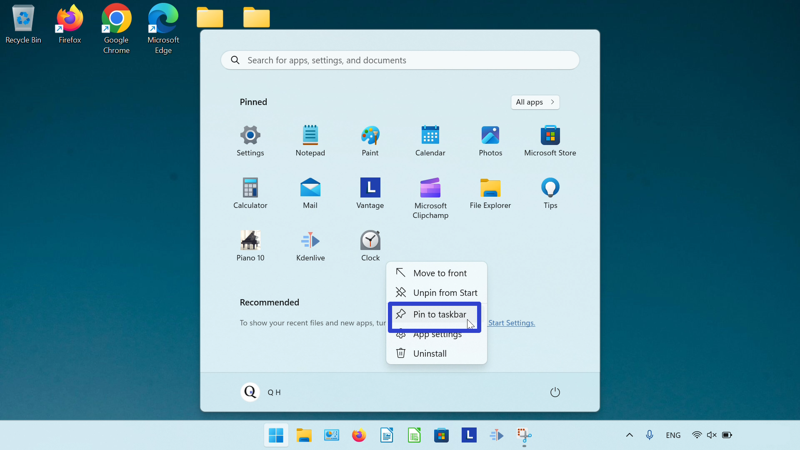 Recycle Bin
Firefox
Google
Chrome
Microsoft
Edge
Search for apps, settings, and documents
Pinned
All apps
Settings
Notepad
Paint
Calendar
Photos
Microsoft Store
Calculator
Mail
L
Vantage
Microsoft
Clipchamp
File Explorer
Tips
Piano 10
Kdenlive
Clock
Move to front
Unpin from Start
Recommended
Pin to taskbar
To show your recent files and new apps, tur
Start Settings.
App settings
Uninstall
Q
Q H
L
ENG